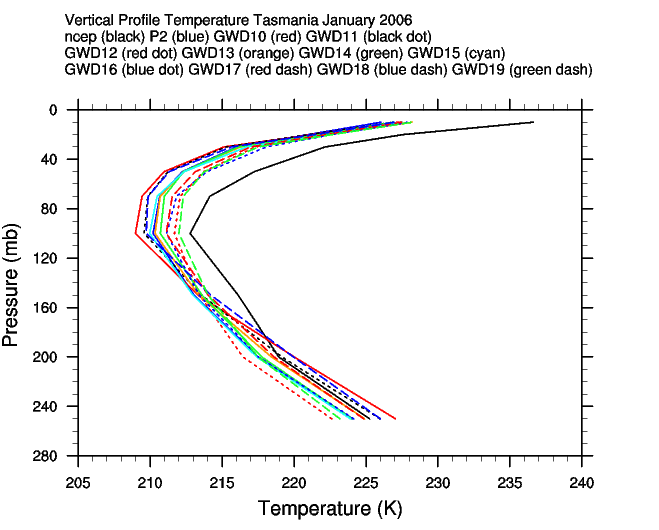 Vertical Profile Temperature Tasmania January 2006
ncep (black) P2 (blue) GWD10 (red) GWD11 (black dot)
GWD12 (red dot) GWD13 (orange) GWD14 (green) GWD15 (cyan)
GWD16 (blue dot) GWD17 (red dash) GWD18 (blue dash) GWD19 (green dash)
0
40
80
120
160
200
240
280
Pressure (mb)
205 210 215 220 225 230 235 240
Temperature (K)